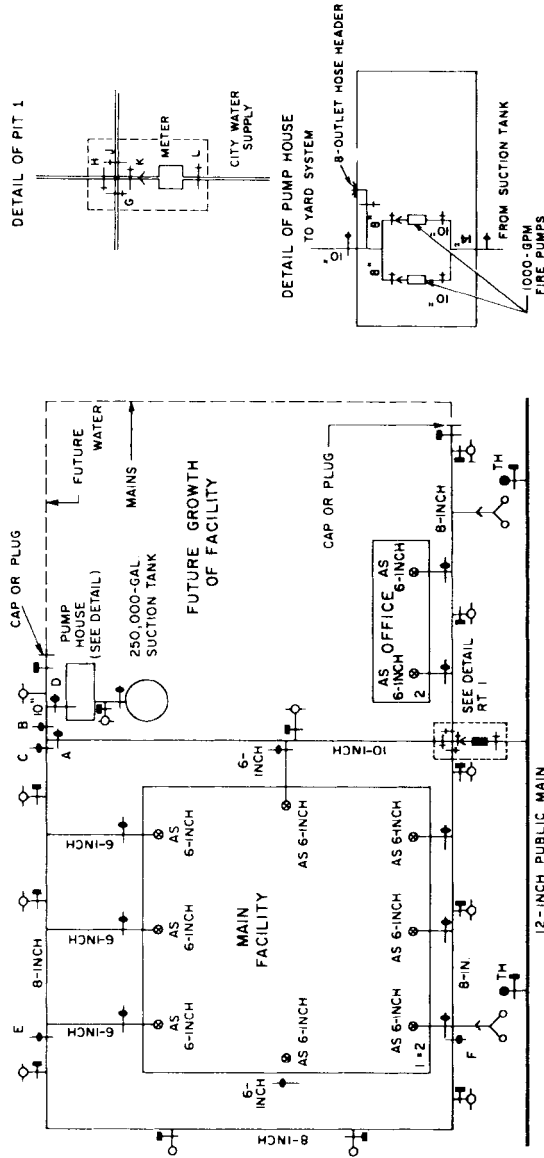 DETAIL OF PIT 1
H
J
G
K
METER
L
CITY WATER
SUPPLY
DETAIL OF PUMP HOUSE
TO YARD SYSTEM
8-OUTLET HOSE HEADER
10"
8"
8"
10"
10"
14"
FROM SUCTION TANK
1000-GPM
FIRE PUMPS
CAP OR PLUG
FUTURE
WATER
MAINS
PUMP
HOUSE
(SEE DETAIL)
250,000-GAL.
SUCTION TANK
FUTURE GROWTH
OF FACILITY
CAP OR PLUG
B
10"
D
C
A
E
8-INCH
6-INCH
6-INCH
6-INCH
AS
6-INCH
AS
6-INCH
AS
6-INCH
MAIN
FACILITY
6-
INCH
AS 6-INCH
10-INCH
AS 6-INCH
6-
INCH
8-INCH
AS 6-INCH
AS 6-INCH
AS 6-INCH
1 = 2
F
8-IN.
AS OFFICE AS
6-INCH
6-INCH
2
SEE DETAIL
RT 1
8-INCH
TH
TH
12-INCH PUBLIC MAIN